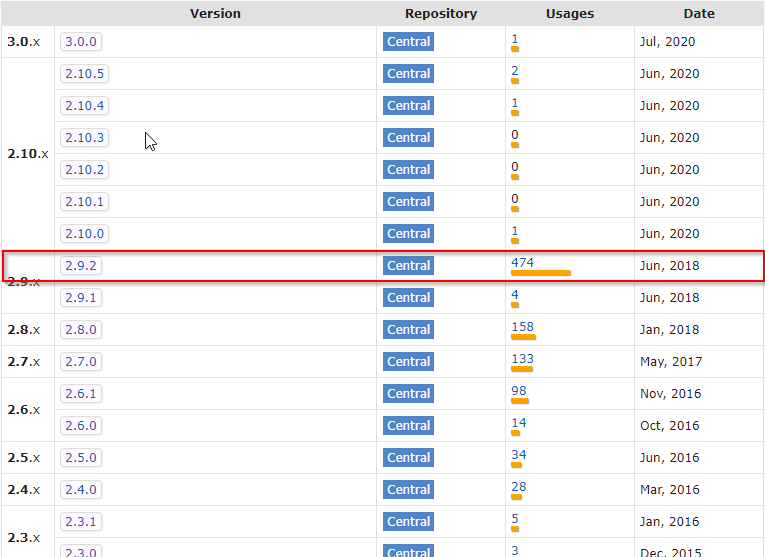 Version Repository Usages Date
3.0.x 3.0.0 Central 1 Jul, 2020
2.10.5 Central 2 Jun, 2020
2.10.4 Central 1 Jun, 2020
2.10.x 2.10.3 Central 0 Jun, 2020
2.10.2 Central 0 Jun, 2020
2.10.1 Central 0 Jun, 2020
2.10.0 Central 1 Jun, 2020
2.9.x 2.9.2 Central 474 Jun, 2018
2.9.1 Central 4 Jun, 2018
2.8.x 2.8.0 Central 158 Jan, 2018
2.7.x 2.7.0 Central 133 May, 2017
2.6.x 2.6.1 Central 98 Nov, 2016
2.6.0 Central 14 Oct, 2016
2.5.x 2.5.0 Central 34 Jun, 2016
2.4.x 2.4.0 Central 28 Mar, 2016
2.3.x 2.3.1 Central 5 Jan, 2016
2.3.0 Central 3 Dec, 2015